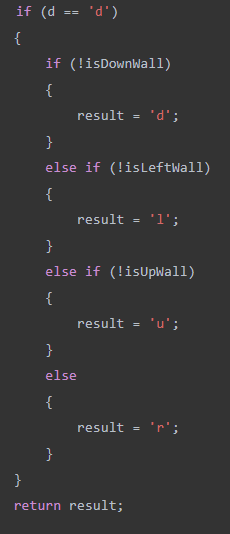 if (d == 'd')
{
    if (!isDownWall)
    {
        result = 'd';
    }
    else if (!isLeftWall)
    {
        result = 'l';
    }
    else if (!isUpWall)
    {
        result = 'u';
    }
    else
    {
        result = 'r';
    }
}
return result;